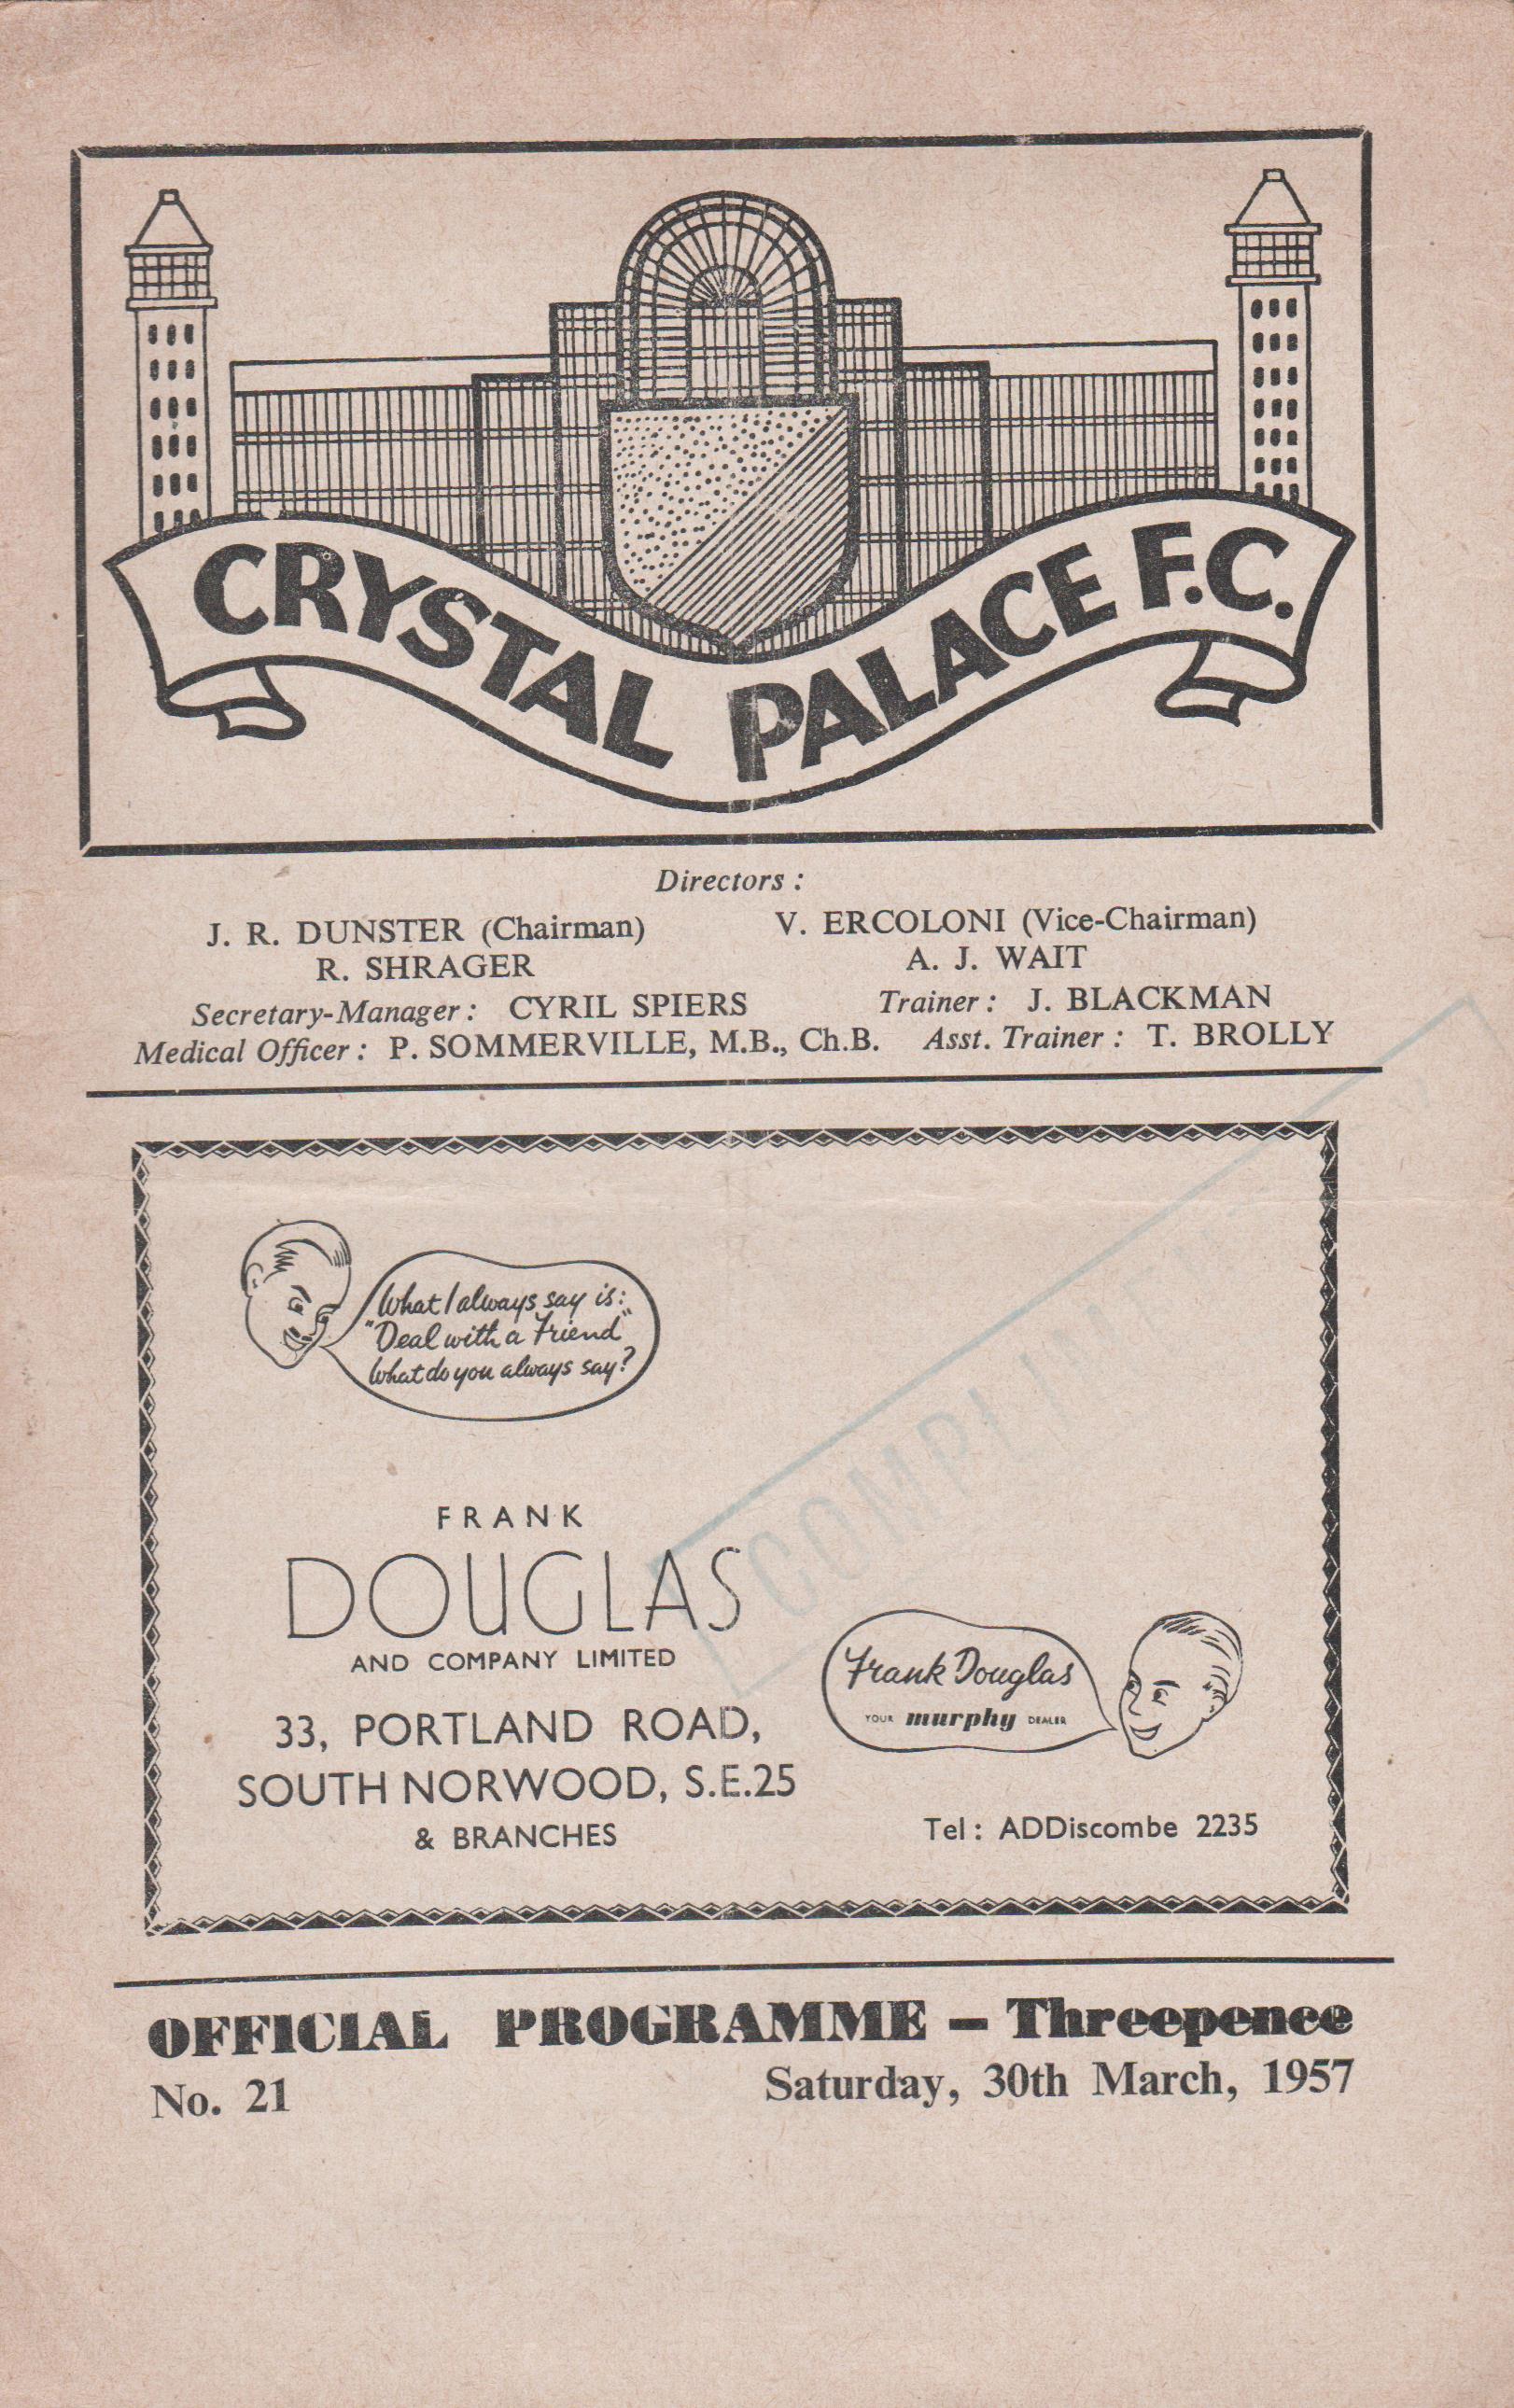 CRYSTAL PALACE F.C.
Directors :
J. R. DUNSTER (Chairman) V. ERCOLONI (Vice-Chairman)
R. SHRAGER A. J. WAIT
Secretary-Manager : CYRIL SPIERS Trainer : J. BLACKMAN
Medical Officer : P. SOMMERVILLE, M.B., Ch.B. Asst. Trainer : T. BROLLY
What I always say is:
"Deal with a Friend"
What do you always say?
FRANK
DOUGLAS
AND COMPANY LIMITED
33, PORTLAND ROAD,
SOUTH NORWOOD, S.E.25
& BRANCHES
Frank Douglas
YOUR murphy DEALER
Tel : ADDiscombe 2235
OFFICIAL PROGRAMME – Threepence
No. 21 Saturday, 30th March, 1957